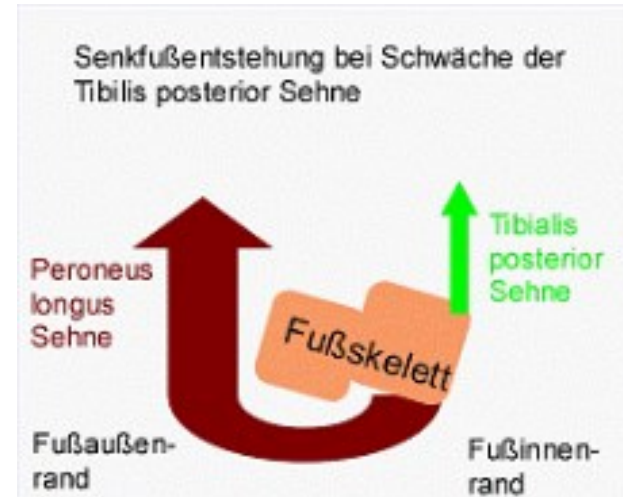 Senkfußentstehung bei Schwäche der
Tibilis posterior Sehne
Peroneus
longus
Sehne
Tibialis
posterior
Sehne
Fußskelett
Fußaußen-
rand
Fußinnen-
rand